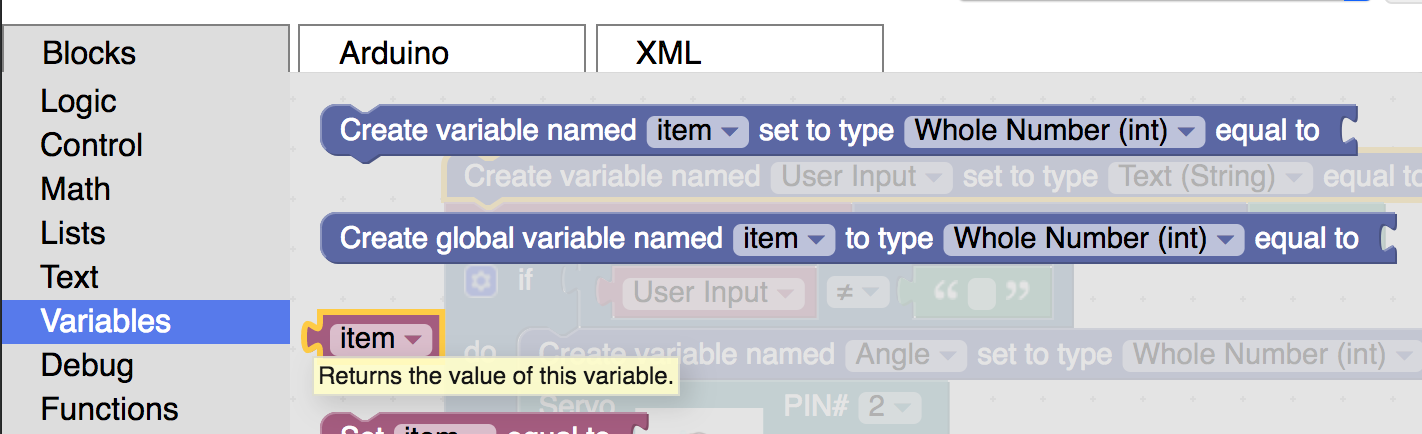 Blocks Arduino XML
Logic
Control
Math
Lists
Text
Variables
Debug
Functions
Create variable named item set to type Whole Number (int) equal to
Create variable named User Input set to type Text (String) equal to
Create global variable named item to type Whole Number (int) equal to
if User Input ≠ “ ”
item
do Create variable named Angle set to type Whole Number (int)
Returns the value of this variable.
Servo PIN# 2
Set item equal to